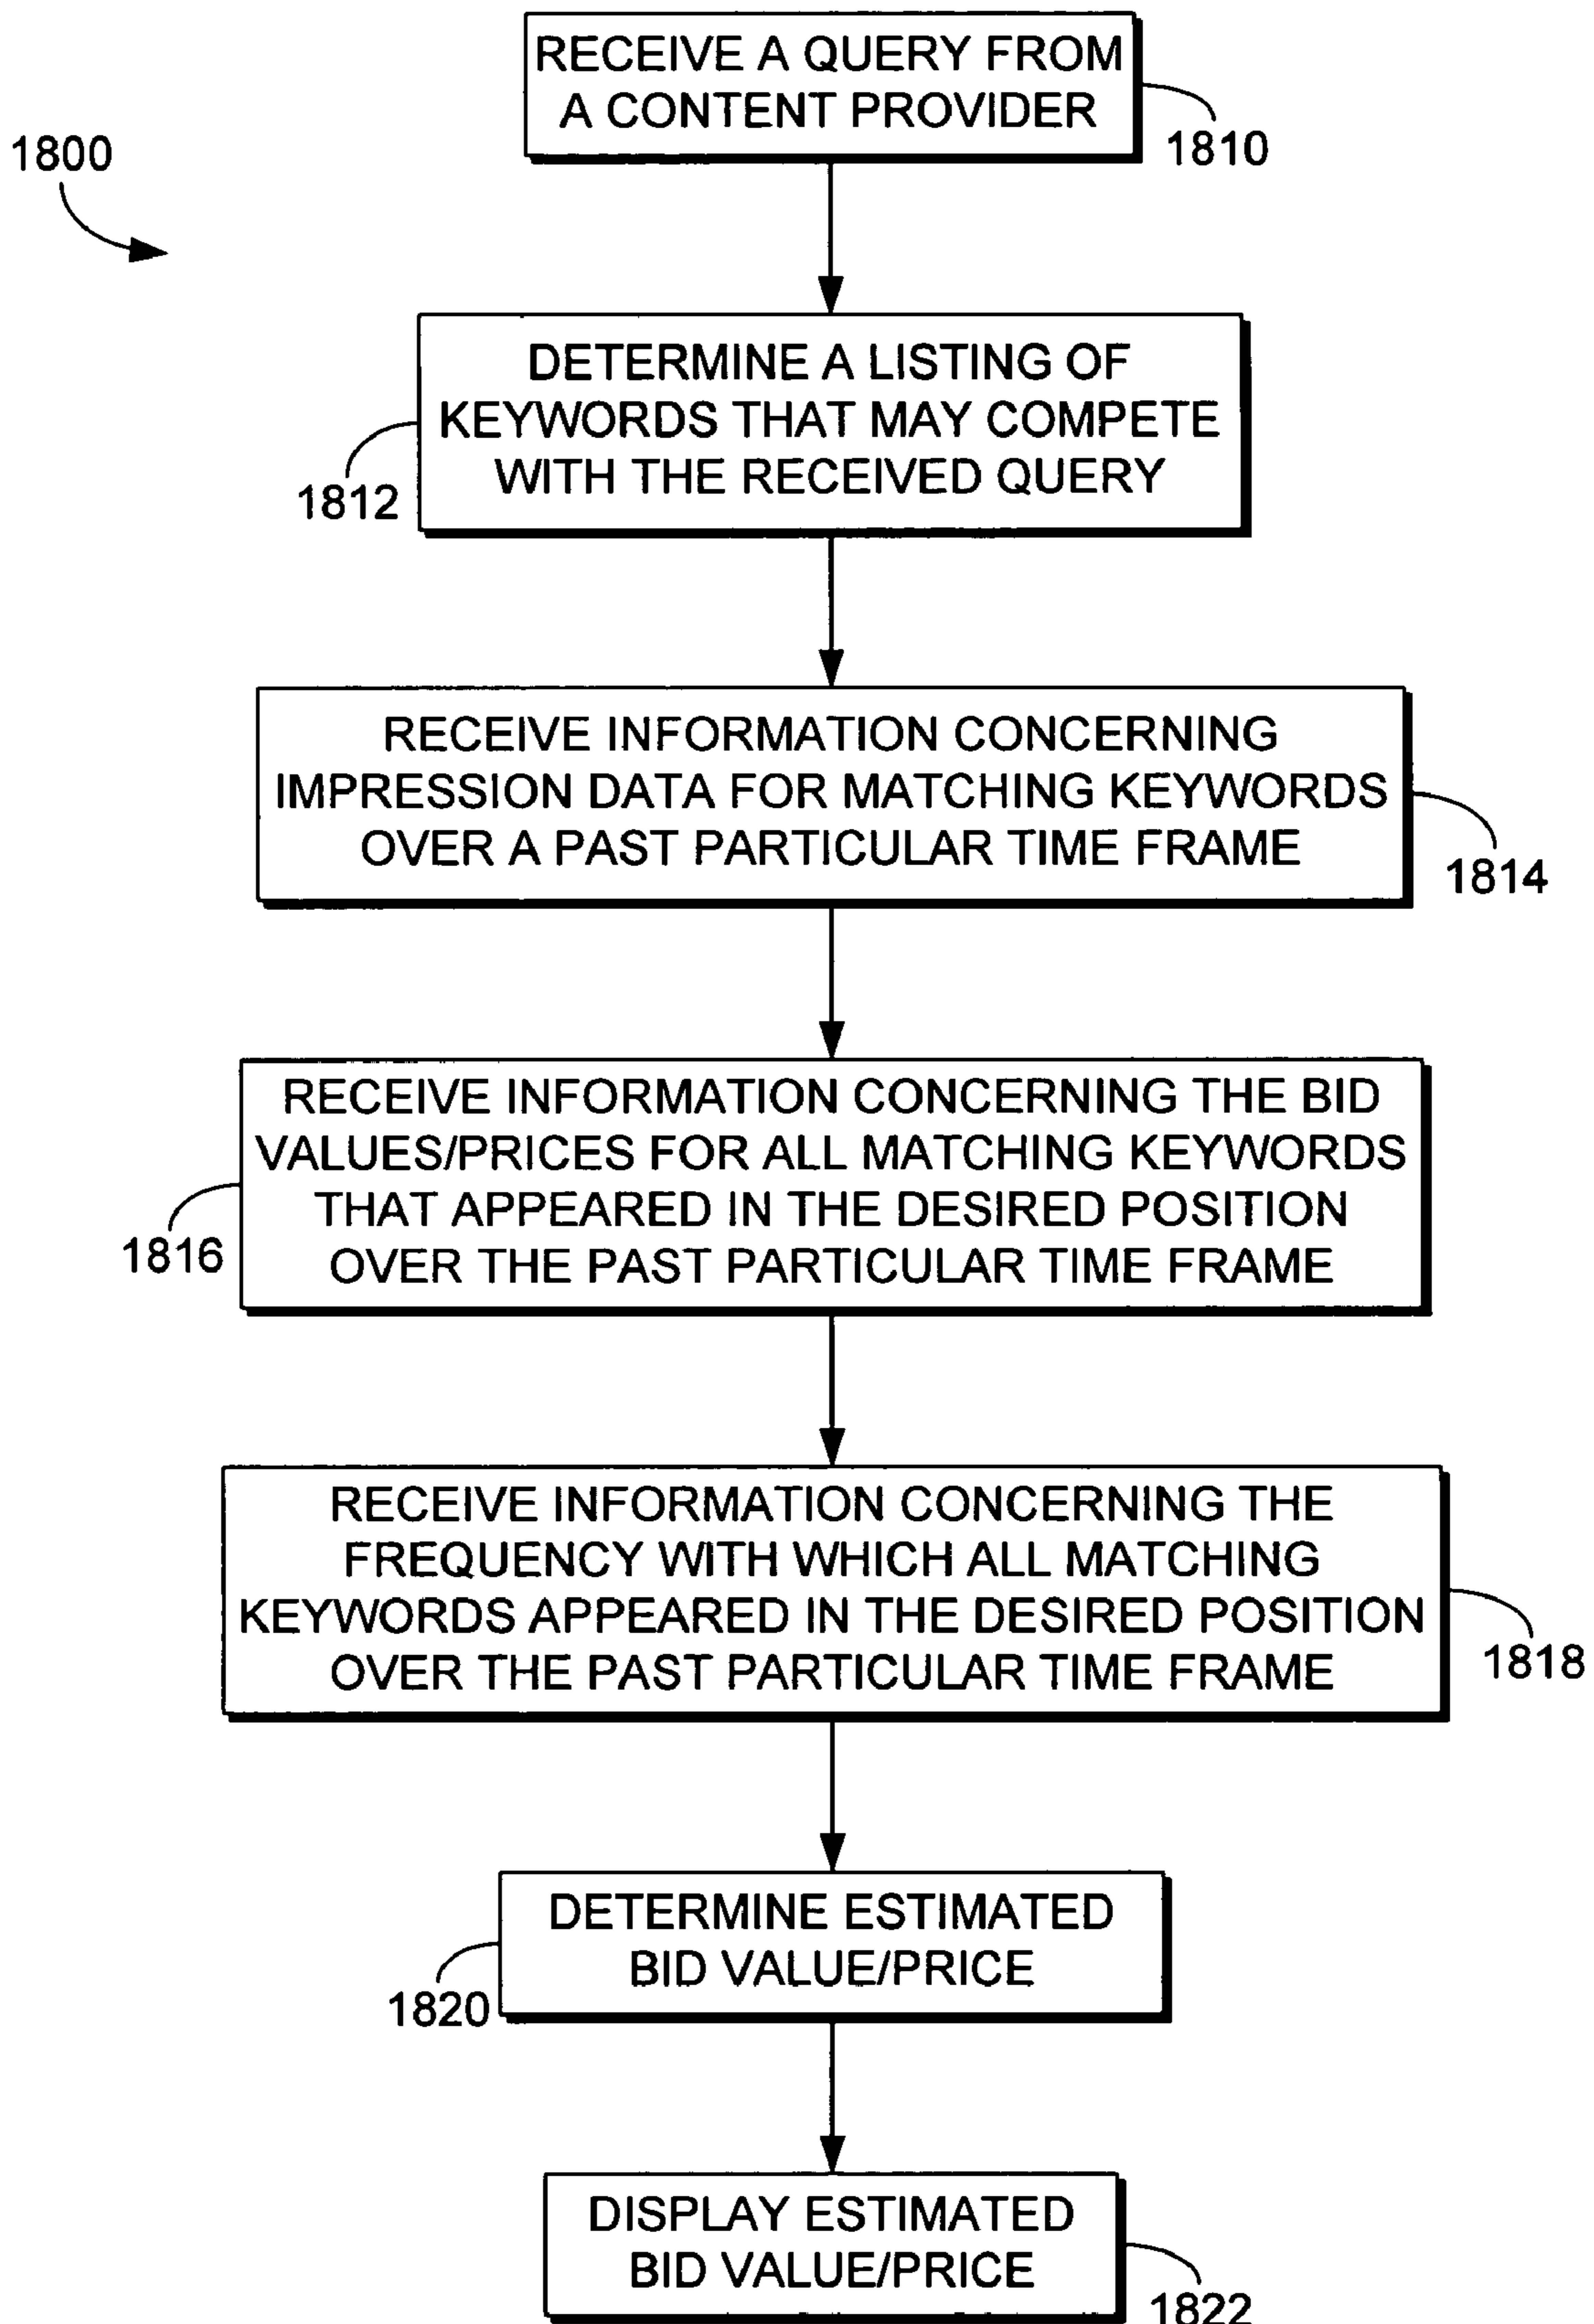 RECEIVE A QUERY FROM
A CONTENT PROVIDER
1810
1800
DETERMINE A LISTING OF
KEYWORDS THAT MAY COMPETE
WITH THE RECEIVED QUERY
1812
RECEIVE INFORMATION CONCERNING
IMPRESSION DATA FOR MATCHING KEYWORDS
OVER A PAST PARTICULAR TIME FRAME
1814
RECEIVE INFORMATION CONCERNING THE BID
VALUES/PRICES FOR ALL MATCHING KEYWORDS
THAT APPEARED IN THE DESIRED POSITION
OVER THE PAST PARTICULAR TIME FRAME
1816
RECEIVE INFORMATION CONCERNING THE
FREQUENCY WITH WHICH ALL MATCHING
KEYWORDS APPEARED IN THE DESIRED POSITION
OVER THE PAST PARTICULAR TIME FRAME
1818
DETERMINE ESTIMATED
BID VALUE/PRICE
1820
DISPLAY ESTIMATED
BID VALUE/PRICE
1822